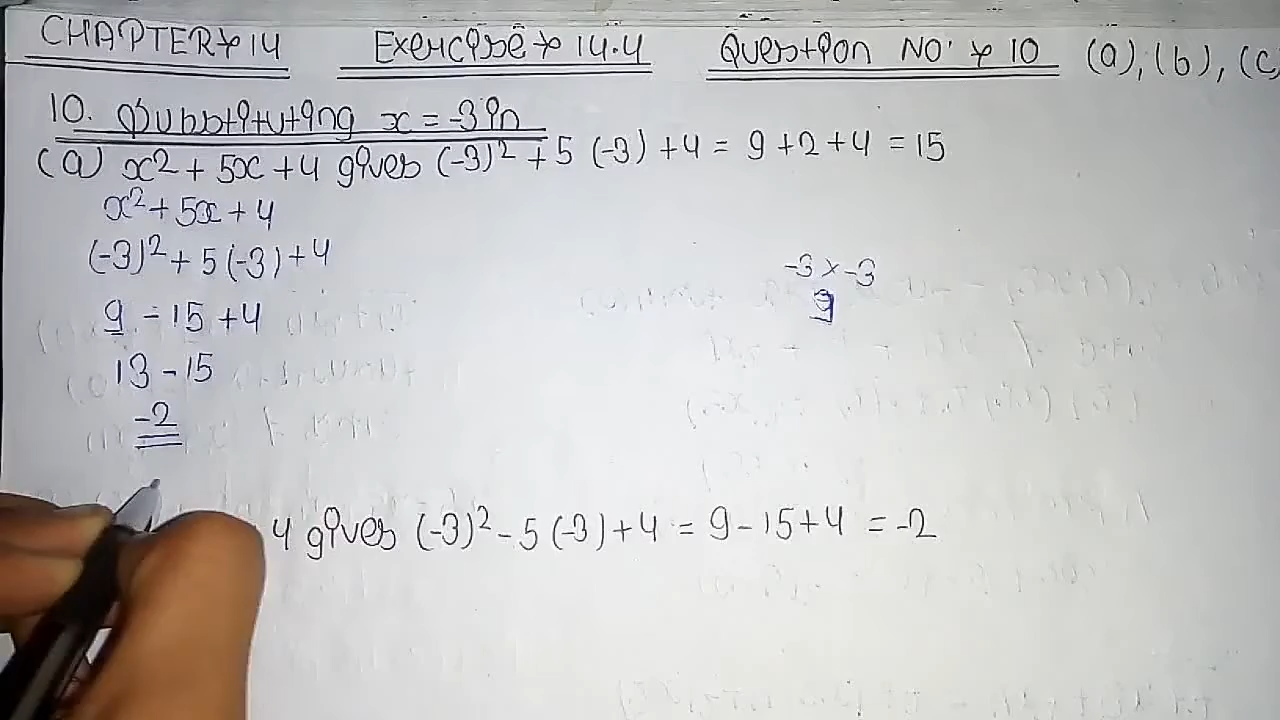 CHAPTER → 14 Exercise → 14.4 Question NO. → 10 (a), (b), (c
10. Substituting x = -3 in
(a) x² + 5x + 4 gives (-3)² + 5 (-3) + 4 = 9 + 2 + 4 = 15
x² + 5x + 4
(-3)² + 5 (-3) + 4
-3 x -3
9 - 15 + 4
9
13 - 15
-2
4 gives (-3)² - 5 (-3) + 4 = 9 - 15 + 4 = -2